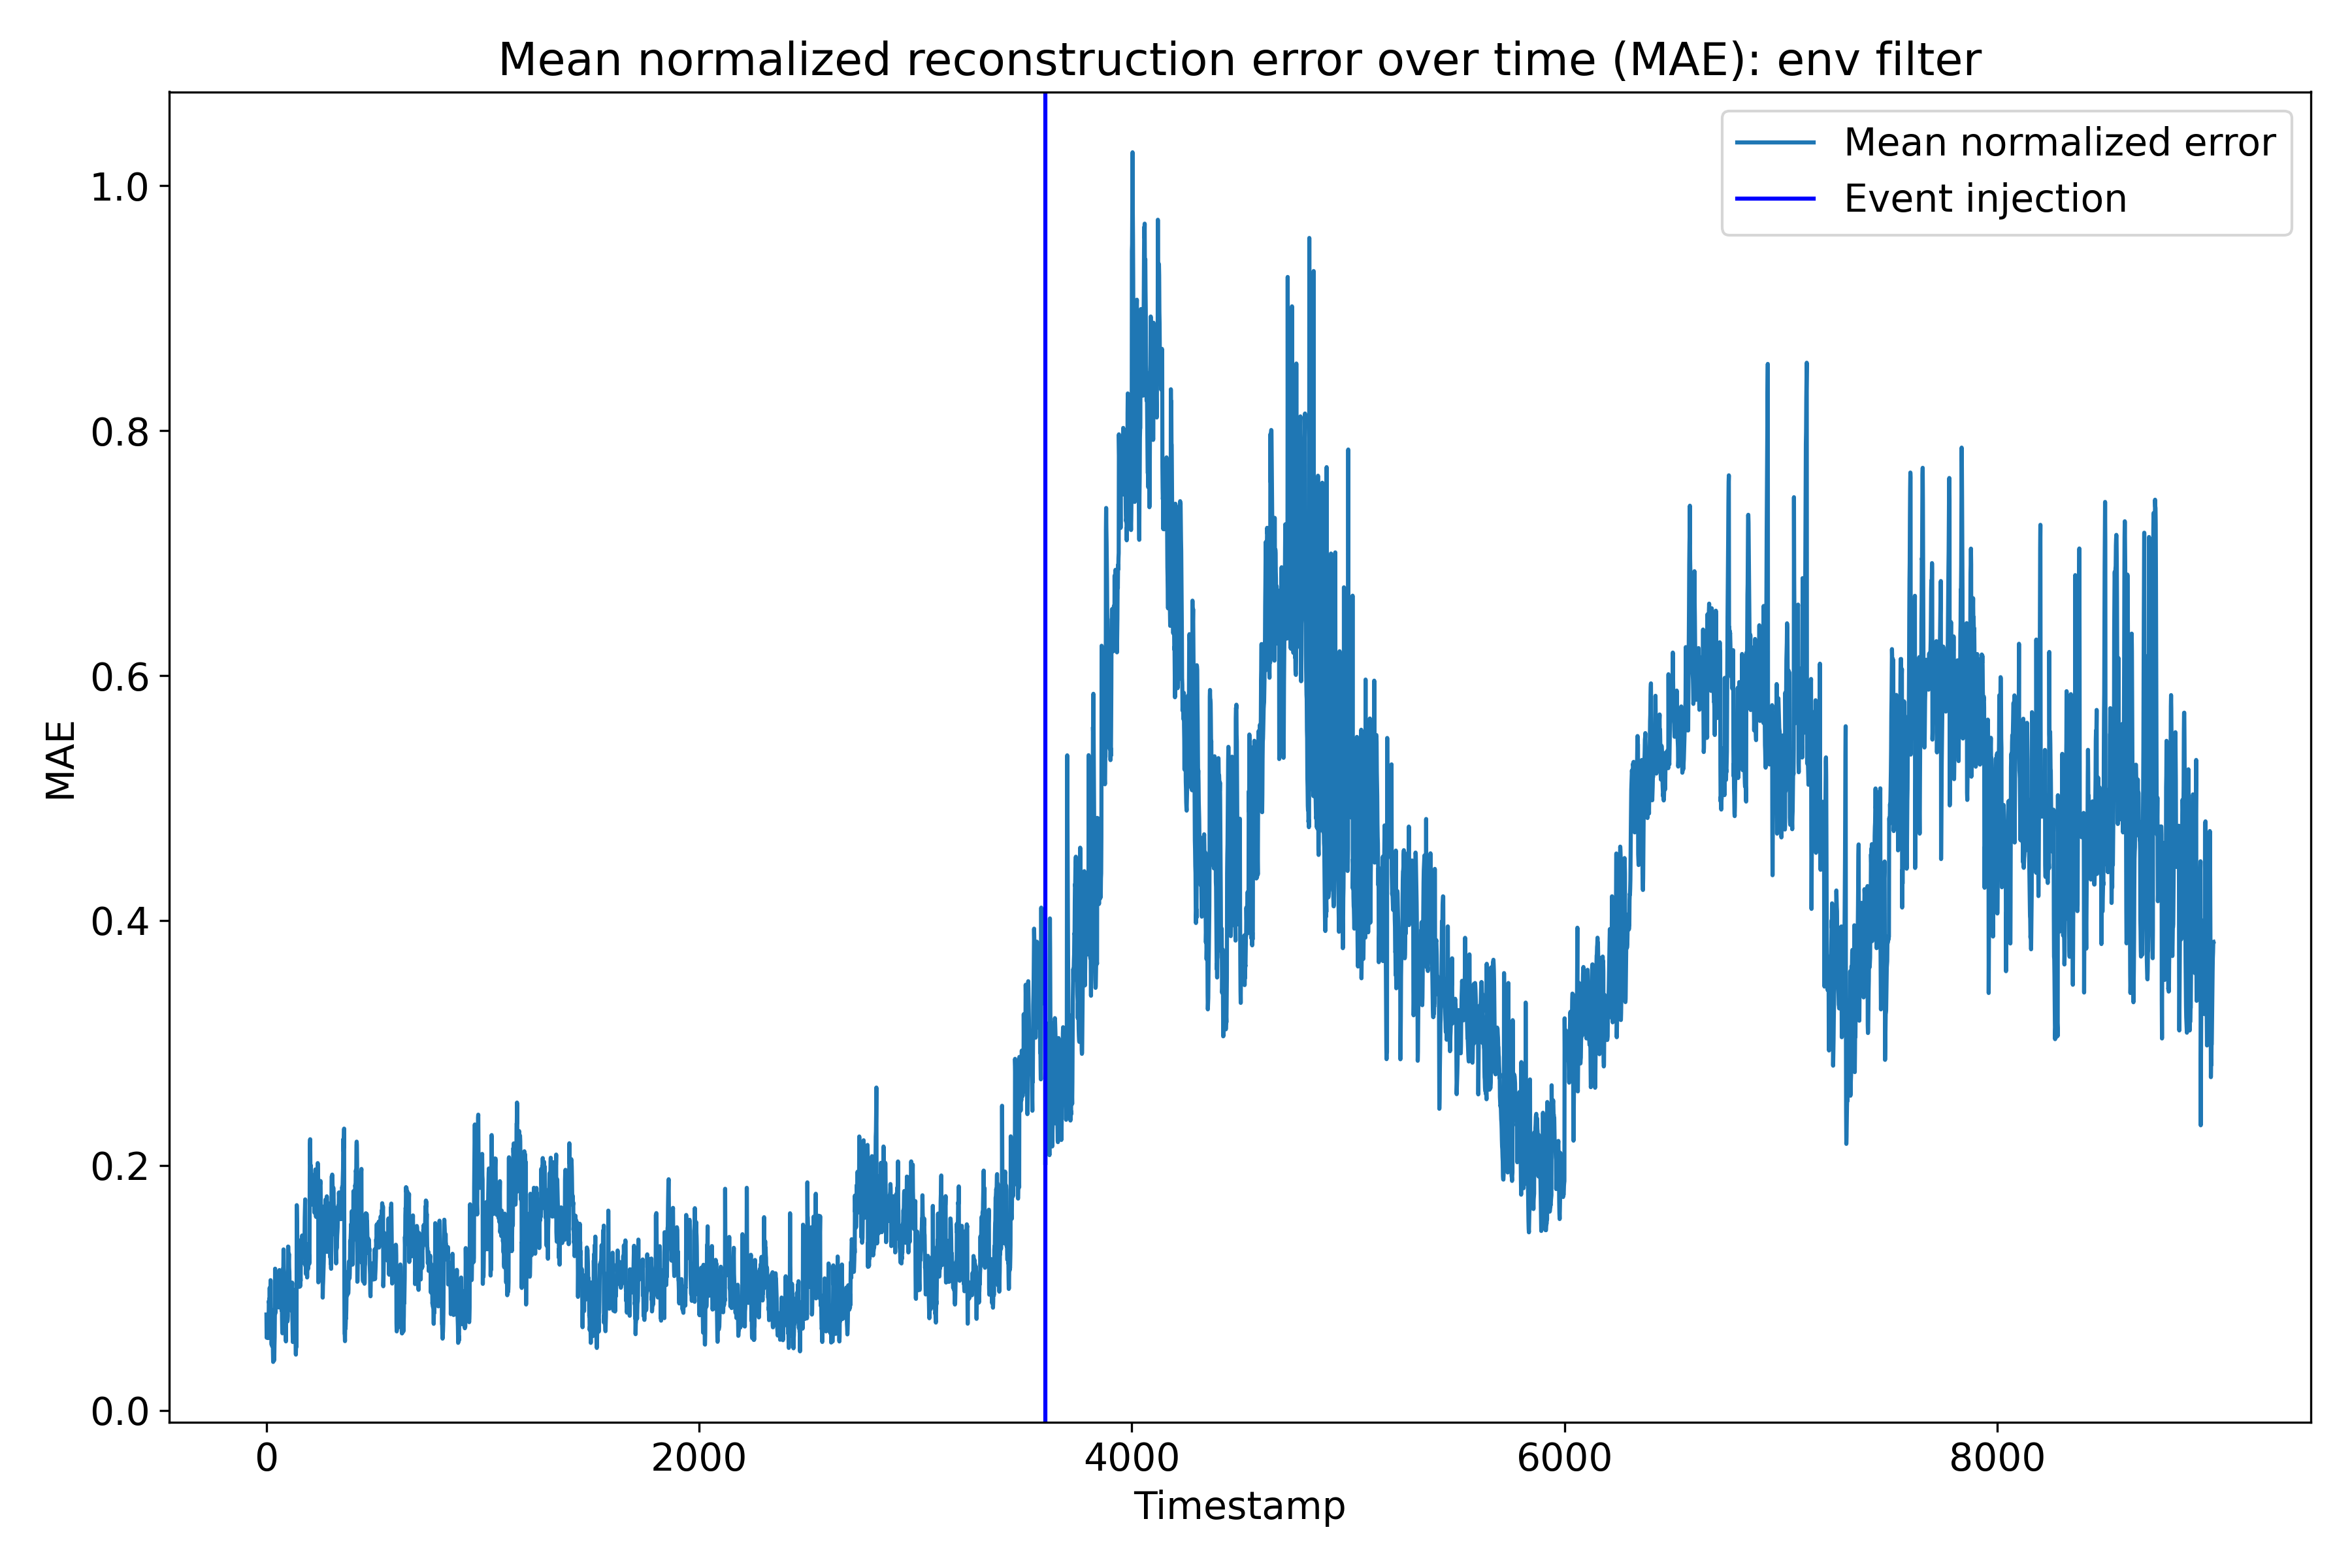 Mean normalized reconstruction error over time (MAE): env filter
Mean normalized error
Event injection
1.0
0.8
0.6
0.4
0.2
0.0
MAE
0 2000 4000 6000 8000
Timestamp